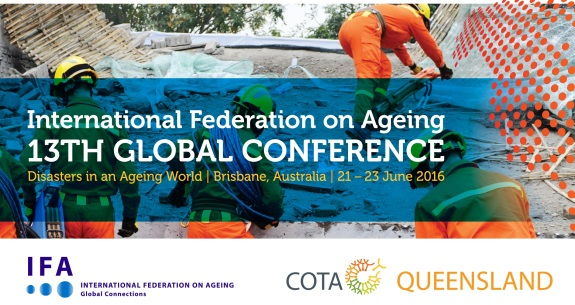 International Federation on Ageing
13TH GLOBAL CONFERENCE
Disasters in an Ageing World | Brisbane, Australia | 21 – 23 June 2016
IFA
INTERNATIONAL FEDERATION ON AGEING
Global Connections
COTA QUEENSLAND